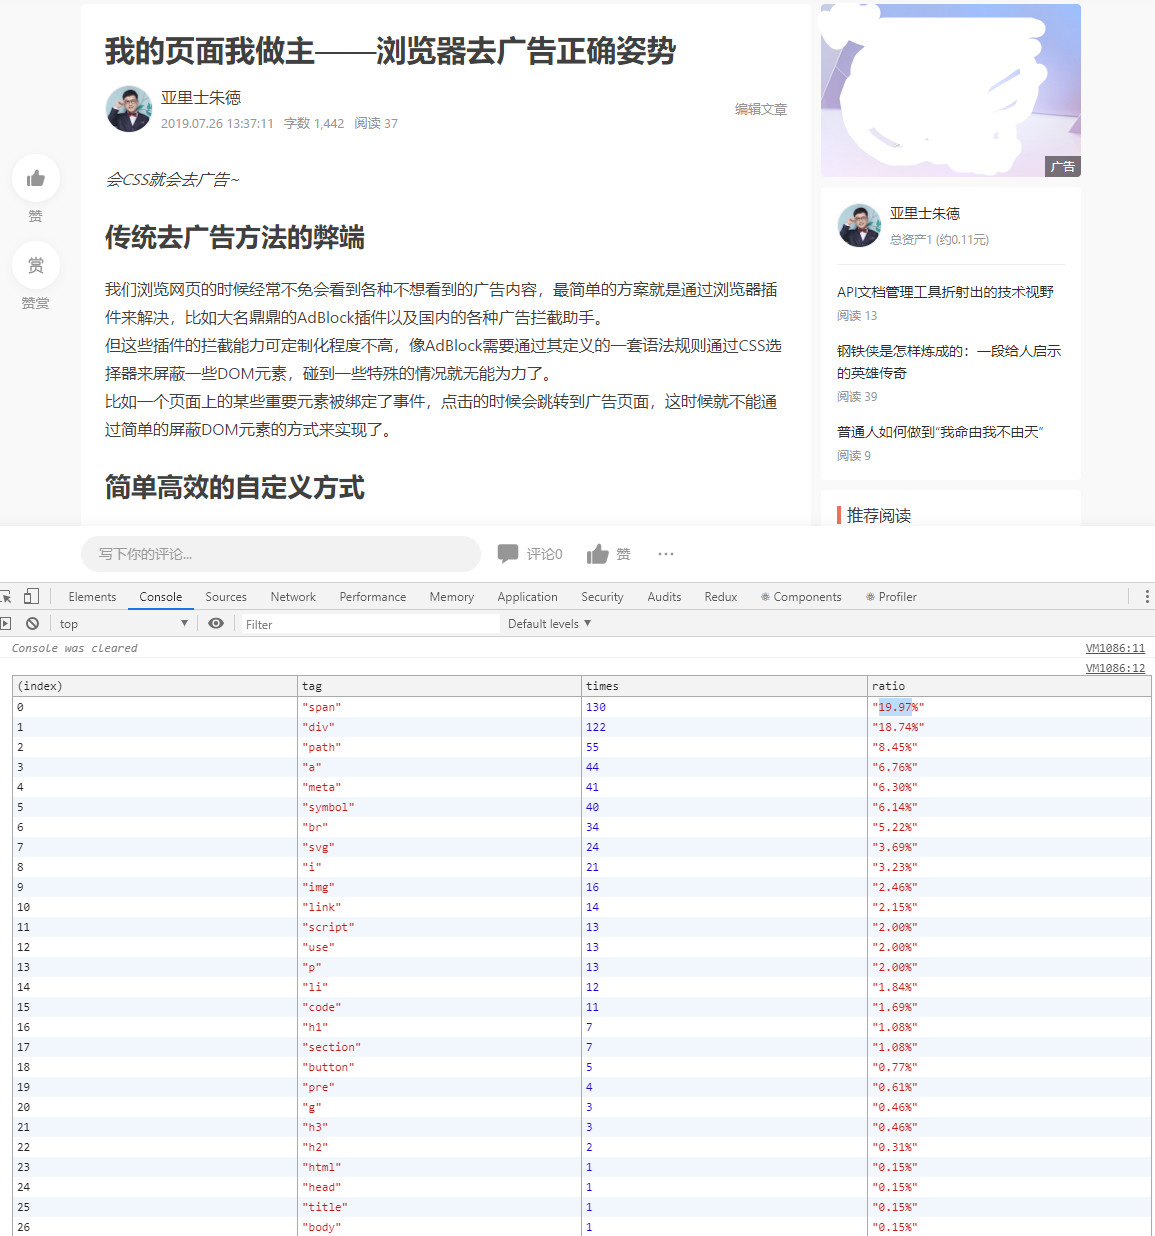 我的页面我做主——浏览器去广告正确姿势
亚里士朱德
2019.07.26 13:37:11 字数 1,442 阅读 37
编辑文章
赞
赏
赞赏
会CSS就会去广告~
传统去广告方法的弊端
我们浏览网页的时候经常不免会看到各种不想看到的广告内容，最简单的方案就是通过浏览器插
件来解决，比如大名鼎鼎的AdBlock插件以及国内的各种广告拦截助手。
但这些插件的拦截能力可定制化程度不高，像AdBlock需要通过其定义的一套语法规则通过CSS选
择器来屏蔽一些DOM元素，碰到一些特殊的情况就无能为力了。
比如一个页面上的某些重要元素被绑定了事件，点击的时候会跳转到广告页面，这时候就不能通
过简单的屏蔽DOM元素的方式来实现了。
简单高效的自定义方式
广告
亚里士朱德
总资产1 (约0.11元)
API文档管理工具折射出的技术视野
阅读 13
钢铁侠是怎样炼成的：一段给人启示
的英雄传奇
阅读 39
普通人如何做到“我命由我不由天”
阅读 9
推荐阅读
写下你的评论... 评论0 赞 ...
Elements Console Sources Network Performance Memory Application Security Audits Redux Components Profiler
top Filter Default levels
Console was cleared VM1086:11
VM1086:12
(index) tag times ratio
0 "span" 130 "19.97%"
1 "div" 122 "18.74%"
2 "path" 55 "8.45%"
3 "a" 44 "6.76%"
4 "meta" 41 "6.30%"
5 "symbol" 40 "6.14%"
6 "br" 34 "5.22%"
7 "svg" 24 "3.69%"
8 "i" 21 "3.23%"
9 "img" 16 "2.46%"
10 "link" 14 "2.15%"
11 "script" 13 "2.00%"
12 "use" 13 "2.00%"
13 "p" 13 "2.00%"
14 "li" 12 "1.84%"
15 "code" 11 "1.69%"
16 "h1" 7 "1.08%"
17 "section" 7 "1.08%"
18 "button" 5 "0.77%"
19 "pre" 4 "0.61%"
20 "g" 3 "0.46%"
21 "h3" 3 "0.46%"
22 "h2" 2 "0.31%"
23 "html" 1 "0.15%"
24 "head" 1 "0.15%"
25 "title" 1 "0.15%"
26 "body" 1 "0.15%"